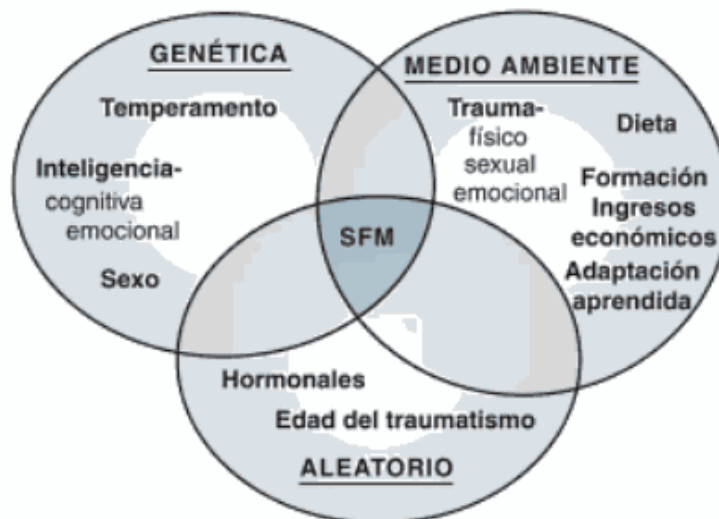 GENÉTICA
Temperamento
Inteligencia-
cognitiva
emocional
Sexo
MEDIO AMBIENTE
Trauma-
físico
sexual
emocional
Dieta
Formación
Ingresos
económicos
Adaptación
aprendida
SFM
Hormonales
Edad del traumatismo
ALEATORIO